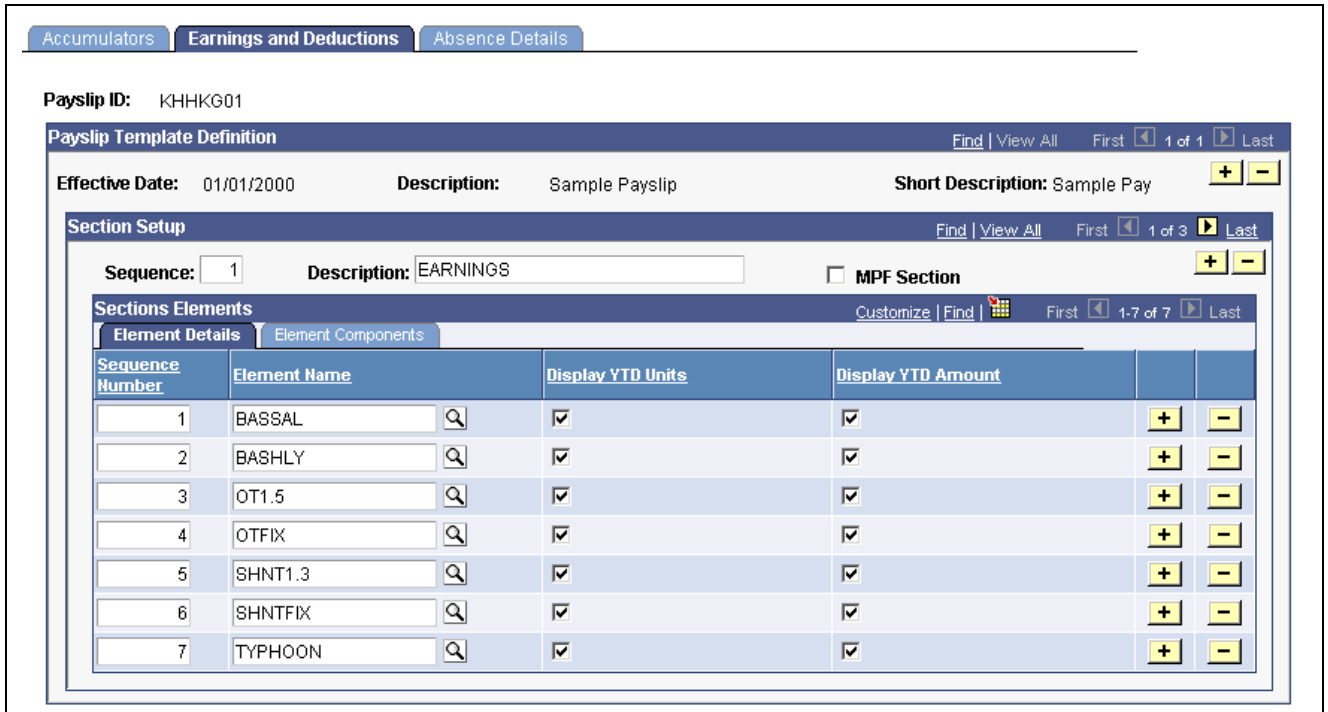 Accumulators Earnings and Deductions Absence Details
Payslip ID: KHHKG01
Payslip Template Definition Find | View All First 1 of 1 Last
Effective Date: 01/01/2000 Description: Sample Payslip Short Description: Sample Pay
Section Setup Find | View All First 1 of 3 Last
Sequence: 1 Description: EARNINGS MPF Section
Sections Elements Customize | Find | First 1-7 of 7 Last
Element Details Element Components
Sequence Number Element Name Display YTD Units Display YTD Amount
1 BASSAL
2 BASHLY
3 OT1.5
4 OTFIX
5 SHNT1.3
6 SHNTFIX
7 TYPHOON